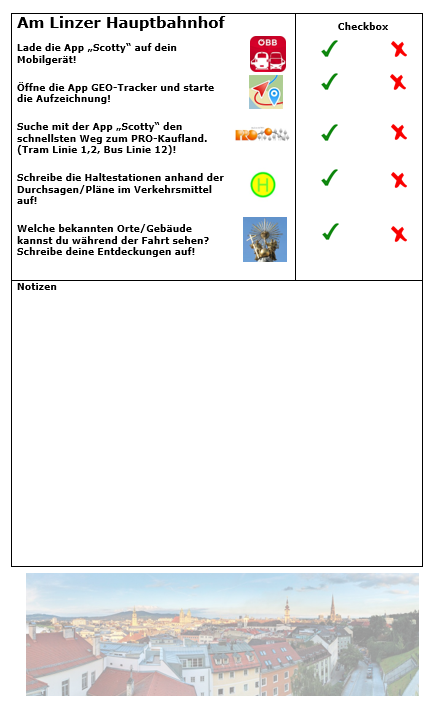 Am Linzer Hauptbahnhof
Checkbox
Lade die App „Scotty“ auf dein
Mobilgerät!
ÖBB
Öffne die App GEO-Tracker und starte
die Aufzeichnung!
Suche mit der App „Scotty“ den
schnellsten Weg zum PRO-Kaufland.
(Tram Linie 1,2, Bus Linie 12)!
PRO
Schreibe die Haltestationen anhand der
Durchsagen/Pläne im Verkehrsmittel
auf!
H
Welche bekannten Orte/Gebäude
kannst du während der Fahrt sehen?
Schreibe deine Entdeckungen auf!
Notizen